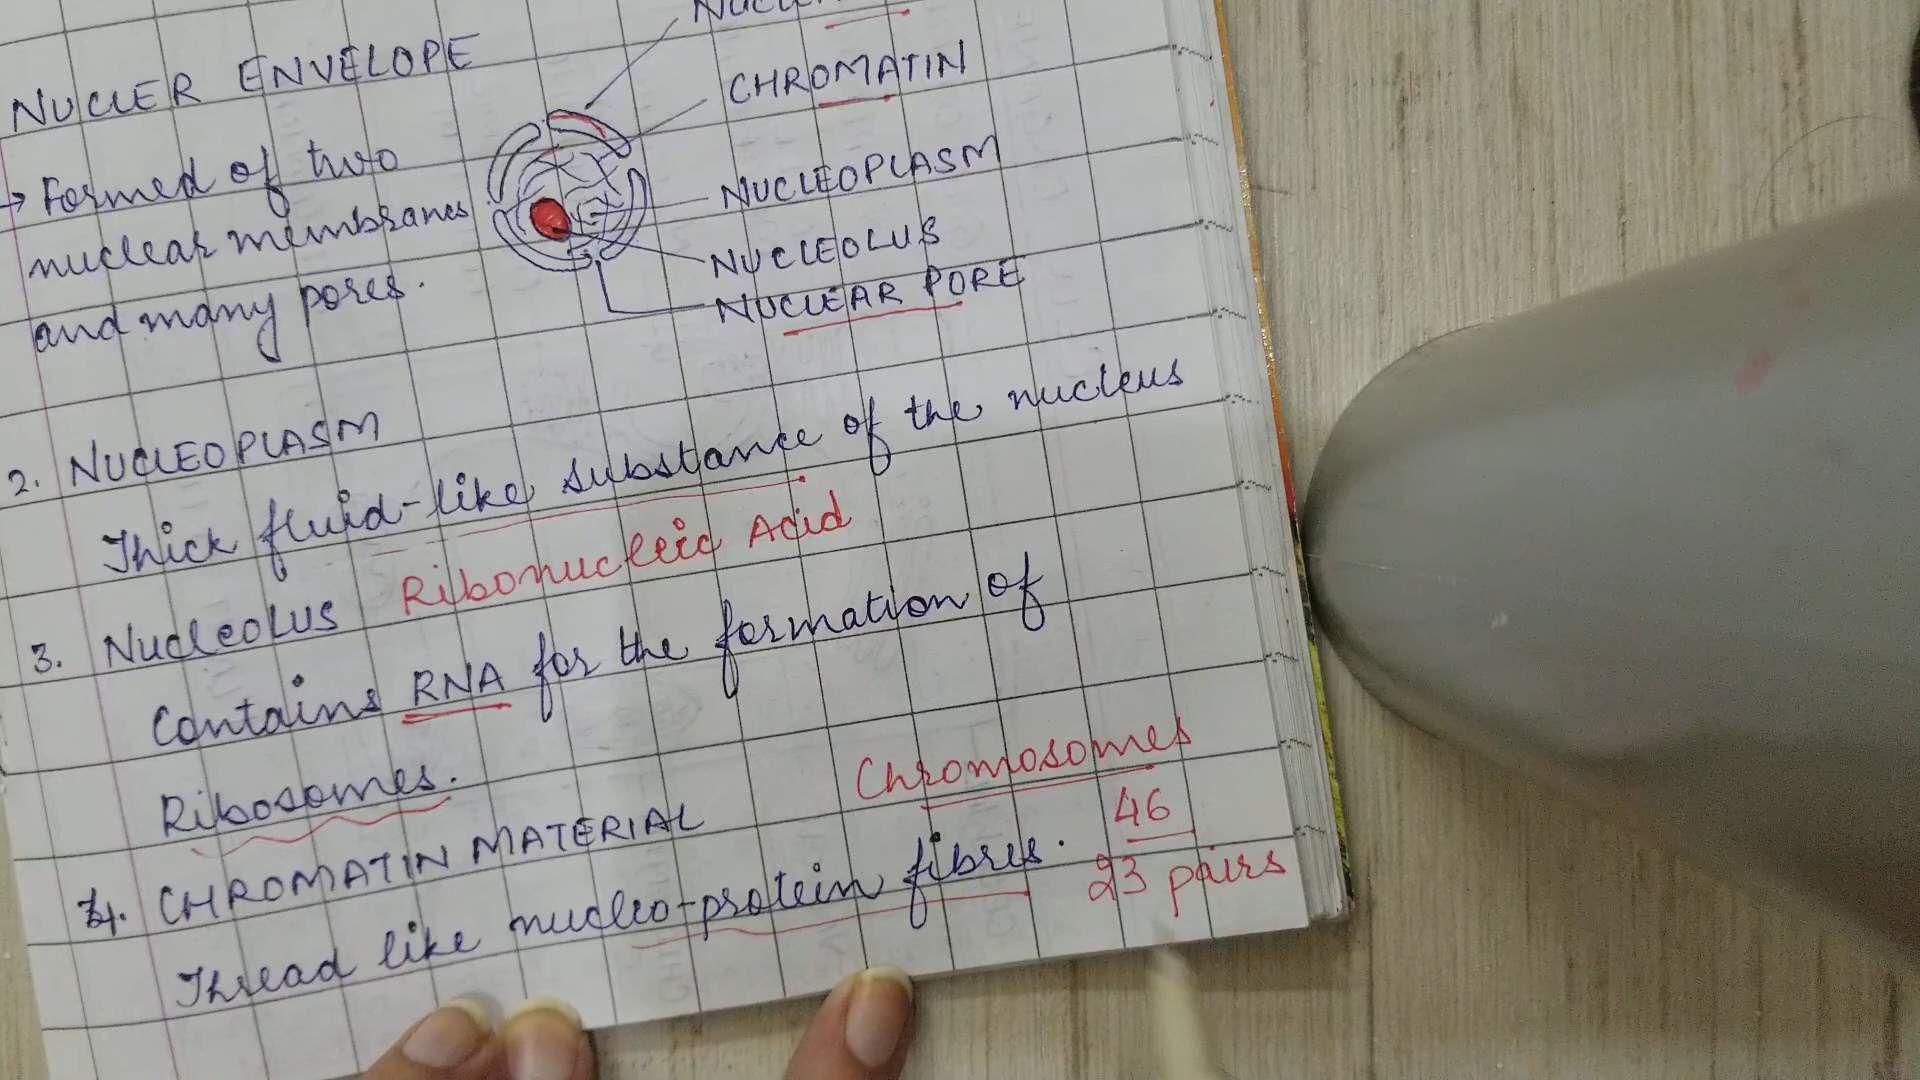 NUCLER ENVELOPE
→ Formed of two
nuclear membranes
and many pores.
CHROMATIN
NUCLEOPLASM
NUCLEOLUS
NUCLEAR PORE
2. NUCLEOPLASM
Thick fluid-like substance of the nucleus
3. NUCLEOLUS Ribonucleic Acid
Contains RNA for the formation of
Ribosomes.
4. CHROMATIN MATERIAL Chromosomes
Thread like nucleo-protein fibres. 46
23 pairs